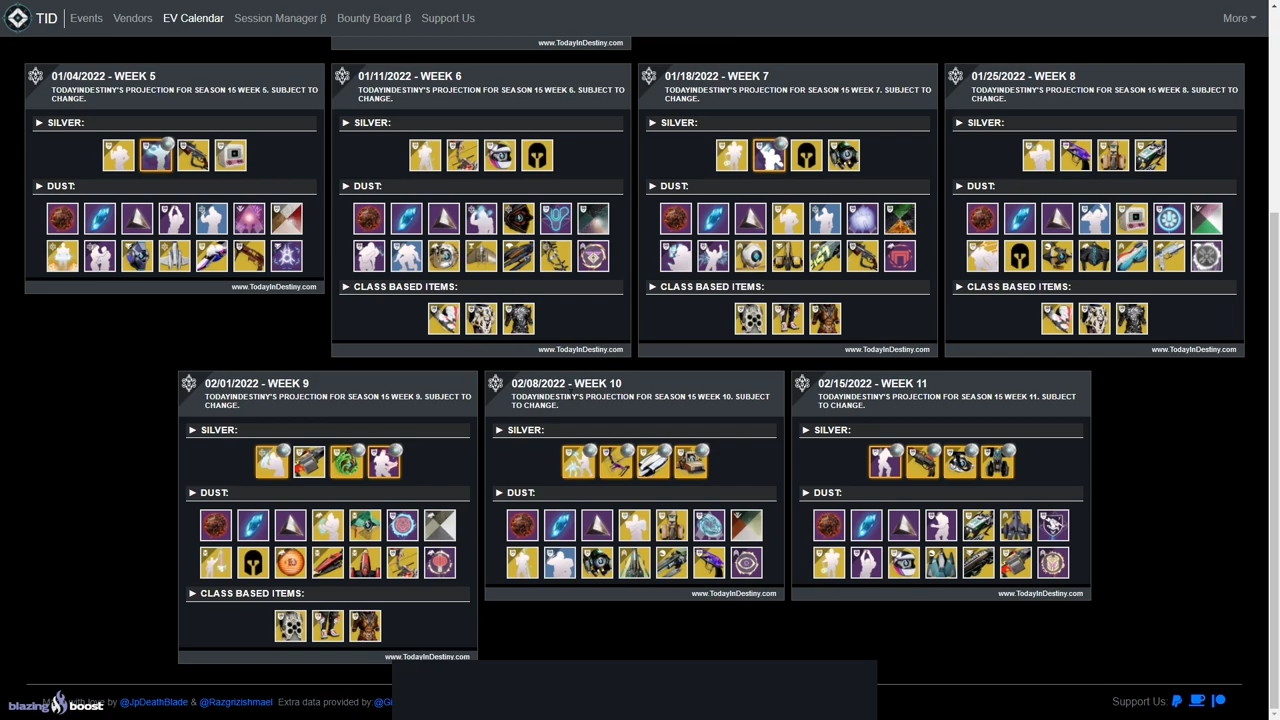 TID
Events
Vendors
EV Calendar
Session Manager β
Bounty Board β
Support Us
More
www.TodayInDestiny.com
01/04/2022 - WEEK 5
TODAYINDESTINY'S PROJECTION FOR SEASON 15 WEEK 5. SUBJECT TO
CHANGE.
SILVER:
DUST:
www.TodayInDestiny.com
01/11/2022 - WEEK 6
TODAYINDESTINY'S PROJECTION FOR SEASON 15 WEEK 6. SUBJECT TO
CHANGE.
SILVER:
DUST:
CLASS BASED ITEMS:
www.TodayInDestiny.com
01/18/2022 - WEEK 7
TODAYINDESTINY'S PROJECTION FOR SEASON 15 WEEK 7. SUBJECT TO
CHANGE.
SILVER:
DUST:
CLASS BASED ITEMS:
www.TodayInDestiny.com
01/25/2022 - WEEK 8
TODAYINDESTINY'S PROJECTION FOR SEASON 15 WEEK 8. SUBJECT TO
CHANGE.
SILVER:
DUST:
CLASS BASED ITEMS:
www.TodayInDestiny.com
02/01/2022 - WEEK 9
TODAYINDESTINY'S PROJECTION FOR SEASON 15 WEEK 9. SUBJECT TO
CHANGE.
SILVER:
DUST:
CLASS BASED ITEMS:
www.TodayInDestiny.com
02/08/2022 - WEEK 10
TODAYINDESTINY'S PROJECTION FOR SEASON 15 WEEK 10. SUBJECT
TO CHANGE.
SILVER:
DUST:
www.TodayInDestiny.com
02/15/2022 - WEEK 11
TODAYINDESTINY'S PROJECTION FOR SEASON 15 WEEK 11. SUBJECT
TO CHANGE.
SILVER:
DUST:
www.TodayInDestiny.com
with love by @JpDeathBlade & @Razgrizishmael Extra data provided by: @Gi
blazing boost
Support Us: